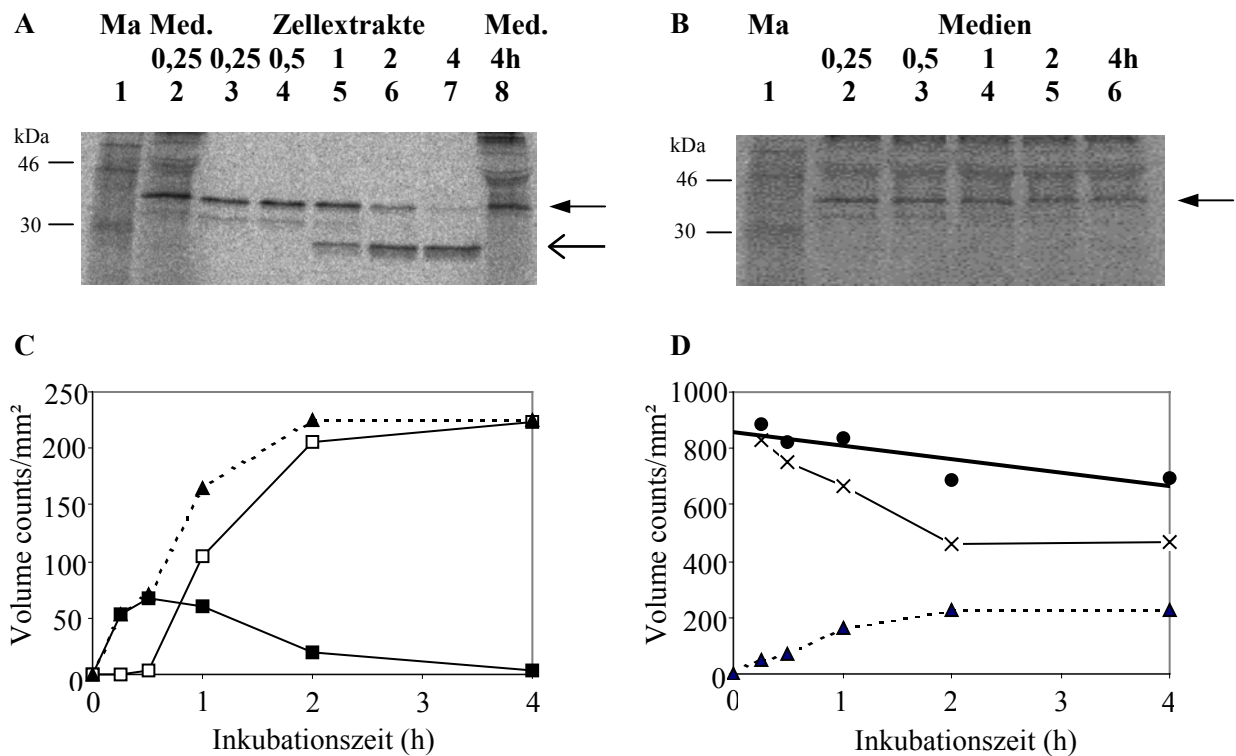 A Ma Med. Zellextrakte Med.
0,25 0,25 0,5 1 2 4 4h
1 2 3 4 5 6 7 8
kDa
46
30
B Ma Medien
0,25 0,5 1 2 4h
1 2 3 4 5 6
kDa
46
30
C
Volume counts/mm²
250
200
150
100
50
0
0 1 2 3 4
Inkubationszeit (h)
D
Volume counts/mm²
1000
800
600
400
200
0
0 1 2 3 4
Inkubationszeit (h)